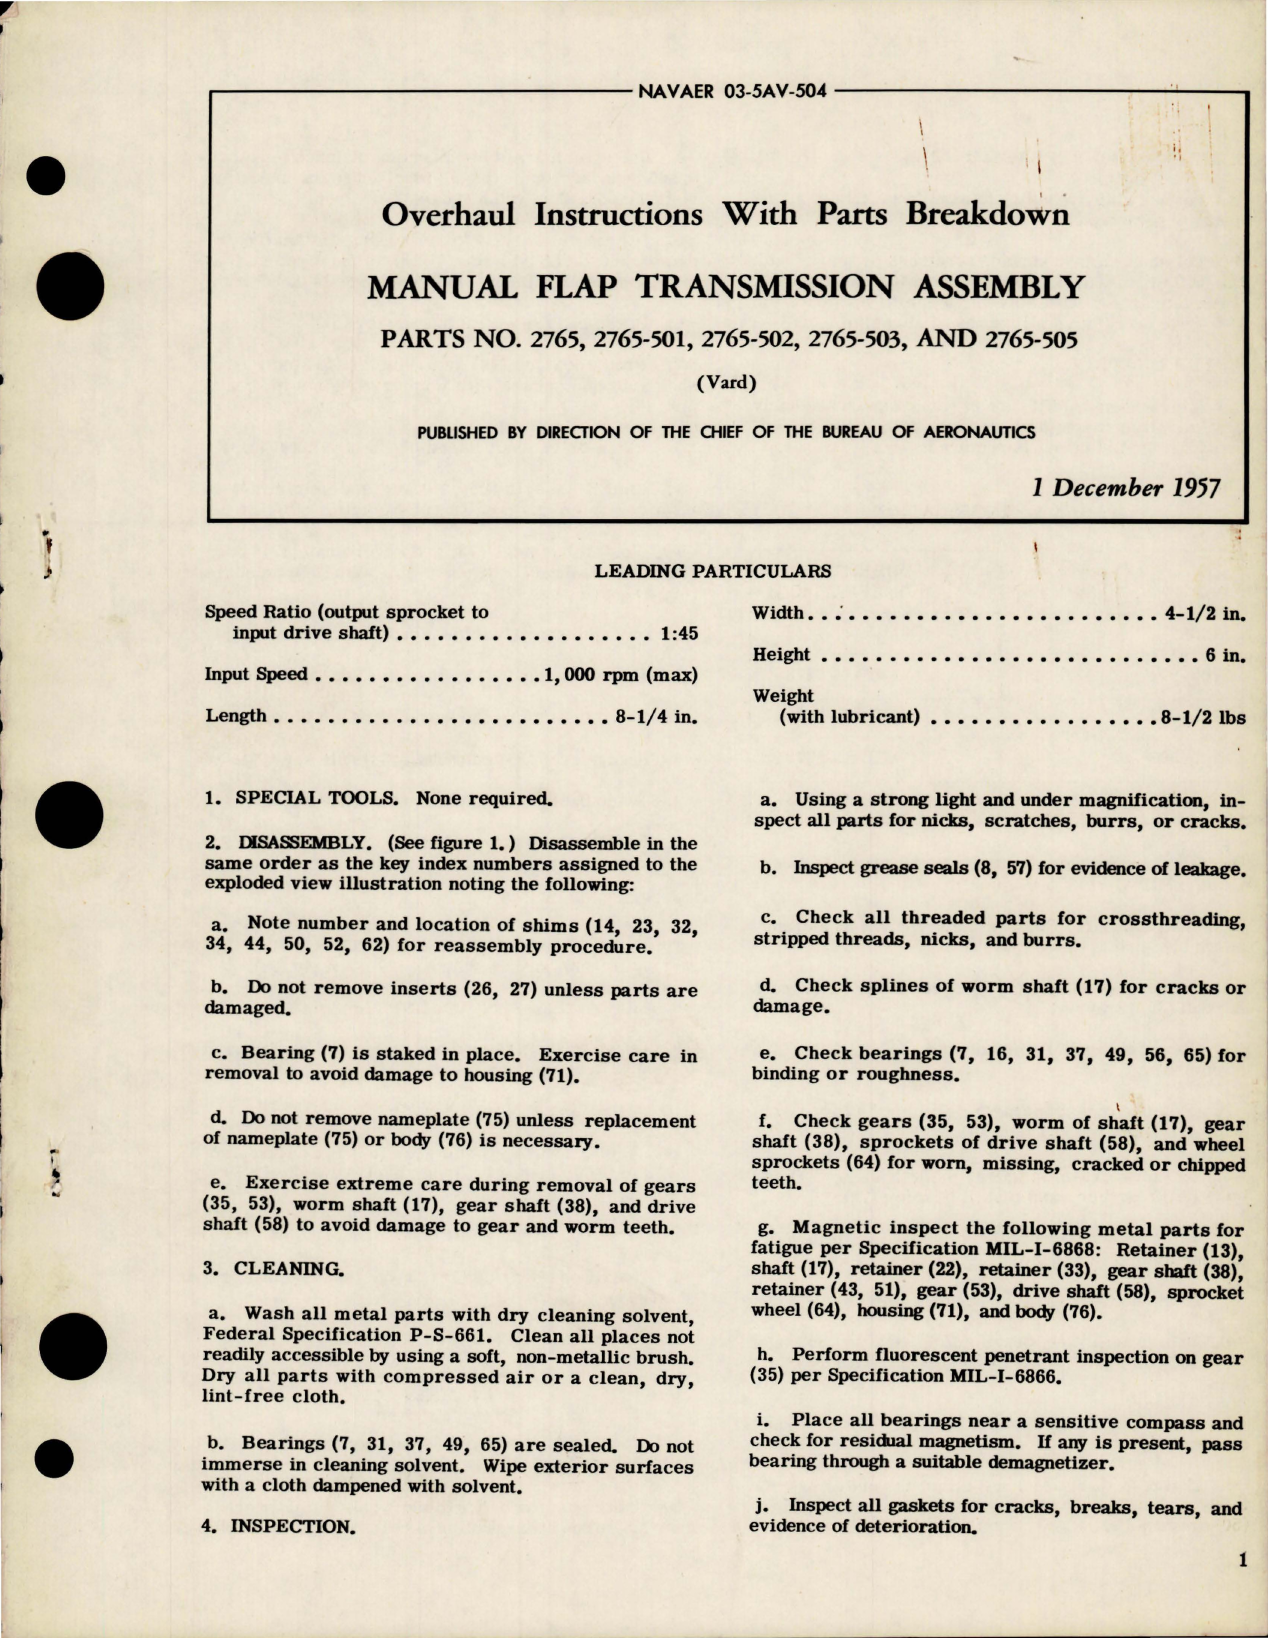 NAVAER 03-5AV-504
Overhaul Instructions With Parts Breakdown
MANUAL FLAP TRANSMISSION ASSEMBLY
PARTS NO. 2765, 2765-501, 2765-502, 2765-503, AND 2765-505
(Vard)
PUBLISHED BY DIRECTION OF THE CHIEF OF THE BUREAU OF AERONAUTICS
1 December 1957
LEADING PARTICULARS
Speed Ratio (output sprocket to
input drive shaft) . . . . . . . . . . . . . . . . . . . 1:45
Input Speed . . . . . . . . . . . . . . . . . 1,000 rpm (max)
Length . . . . . . . . . . . . . . . . . . . . . . . . . 8-1/4 in.
Width . . . . . . . . . . . . . . . . . . . . . . . . . . 4-1/2 in.
Height . . . . . . . . . . . . . . . . . . . . . . . . . . . . 6 in.
Weight
(with lubricant) . . . . . . . . . . . . . . . . . 8-1/2 lbs
1. SPECIAL TOOLS. None required.
2. DISASSEMBLY. (See figure 1.) Disassemble in the
same order as the key index numbers assigned to the
exploded view illustration noting the following:
a. Note number and location of shims (14, 23, 32,
34, 44, 50, 52, 62) for reassembly procedure.
b. Do not remove inserts (26, 27) unless parts are
damaged.
c. Bearing (7) is staked in place. Exercise care in
removal to avoid damage to housing (71).
d. Do not remove nameplate (75) unless replacement
of nameplate (75) or body (76) is necessary.
e. Exercise extreme care during removal of gears
(35, 53), worm shaft (17), gear shaft (38), and drive
shaft (58) to avoid damage to gear and worm teeth.
3. CLEANING.
a. Wash all metal parts with dry cleaning solvent,
Federal Specification P-S-661. Clean all places not
readily accessible by using a soft, non-metallic brush.
Dry all parts with compressed air or a clean, dry,
lint-free cloth.
b. Bearings (7, 31, 37, 49, 65) are sealed. Do not
immerse in cleaning solvent. Wipe exterior surfaces
with a cloth dampened with solvent.
4. INSPECTION.
a. Using a strong light and under magnification, in-
spect all parts for nicks, scratches, burrs, or cracks.
b. Inspect grease seals (8, 57) for evidence of leakage.
c. Check all threaded parts for crossthreading,
stripped threads, nicks, and burrs.
d. Check splines of worm shaft (17) for cracks or
damage.
e. Check bearings (7, 16, 31, 37, 49, 56, 65) for
binding or roughness.
f. Check gears (35, 53), worm of shaft (17), gear
shaft (38), sprockets of drive shaft (58), and wheel
sprockets (64) for worn, missing, cracked or chipped
teeth.
g. Magnetic inspect the following metal parts for
fatigue per Specification MIL-I-6868: Retainer (13),
shaft (17), retainer (22), retainer (33), gear shaft (38),
retainer (43, 51), gear (53), drive shaft (58), sprocket
wheel (64), housing (71), and body (76).
h. Perform fluorescent penetrant inspection on gear
(35) per Specification MIL-I-6866.
i. Place all bearings near a sensitive compass and
check for residual magnetism. If any is present, pass
bearing through a suitable demagnetizer.
j. Inspect all gaskets for cracks, breaks, tears, and
evidence of deterioration.
1